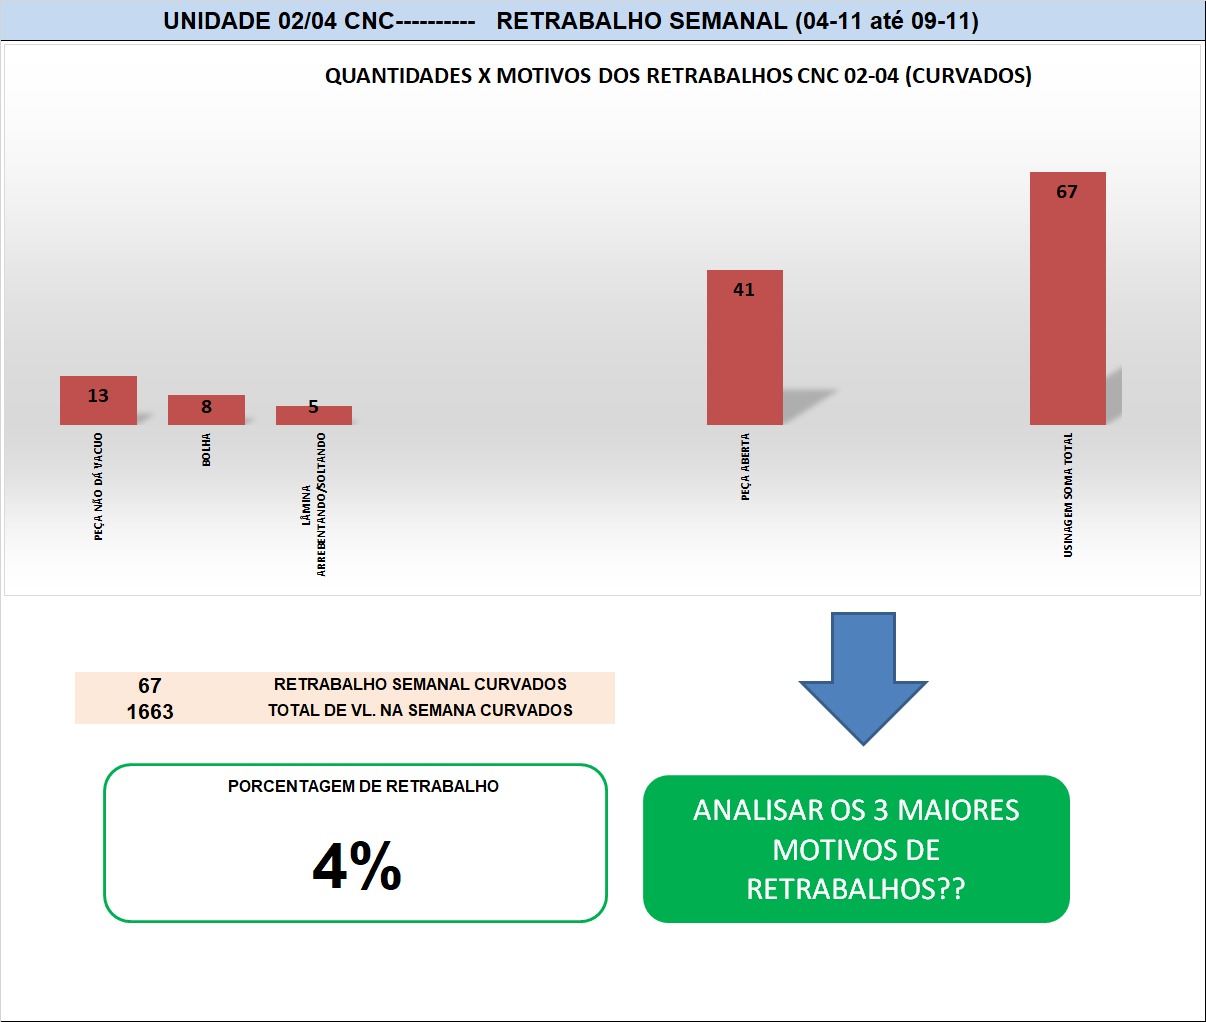 UNIDADE 02/04 CNC---------- RETRABALHO SEMANAL (04-11 até 09-11)
QUANTIDADES X MOTIVOS DOS RETRABALHOS CNC 02-04 (CURVADOS)
13
8
5
41
67
PEÇA NÃO DÁ VACUO
BOLHA
LÂMINA
ARREBENTANDO/SOLTANDO
PEÇA ABERTA
USINAGEM SOMA TOTAL
67 RETRABALHO SEMANAL CURVADOS
1663 TOTAL DE VL. NA SEMANA CURVADOS
PORCENTAGEM DE RETRABALHO
4%
ANALISAR OS 3 MAIORES
MOTIVOS DE
RETRABALHOS??